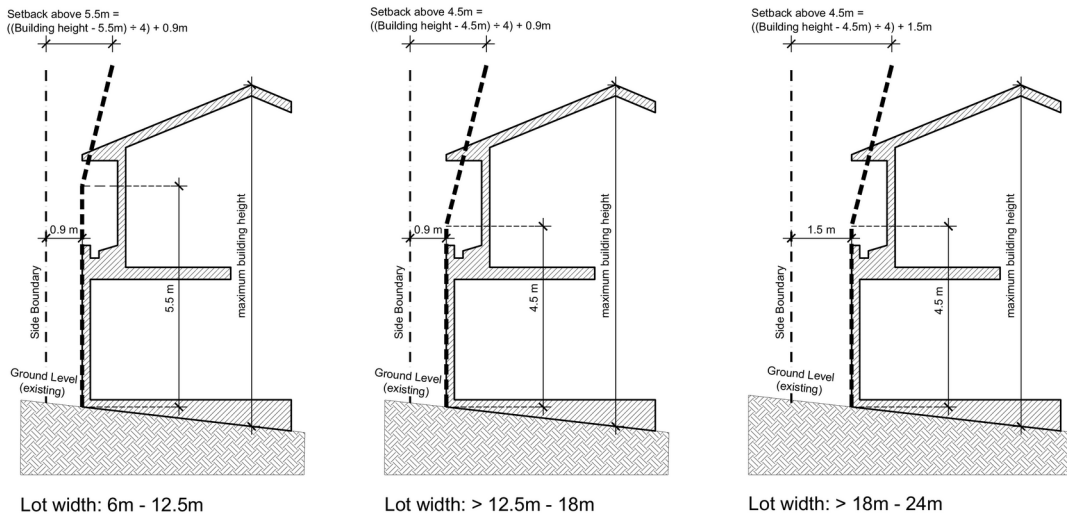 Setback above 5.5m =
((Building height - 5.5m) ÷ 4) + 0.9m
0.9 m
Side Boundary
5.5 m
maximum building height
Ground Level
(existing)
Lot width: 6m - 12.5m
Setback above 4.5m =
((Building height - 4.5m) ÷ 4) + 0.9m
0.9 m
Side Boundary
4.5 m
maximum building height
Ground Level
(existing)
Lot width: > 12.5m - 18m
Setback above 4.5m =
((Building height - 4.5m) ÷ 4) + 1.5m
1.5 m
Side Boundary
4.5 m
maximum building height
Ground Level
(existing)
Lot width: > 18m - 24m